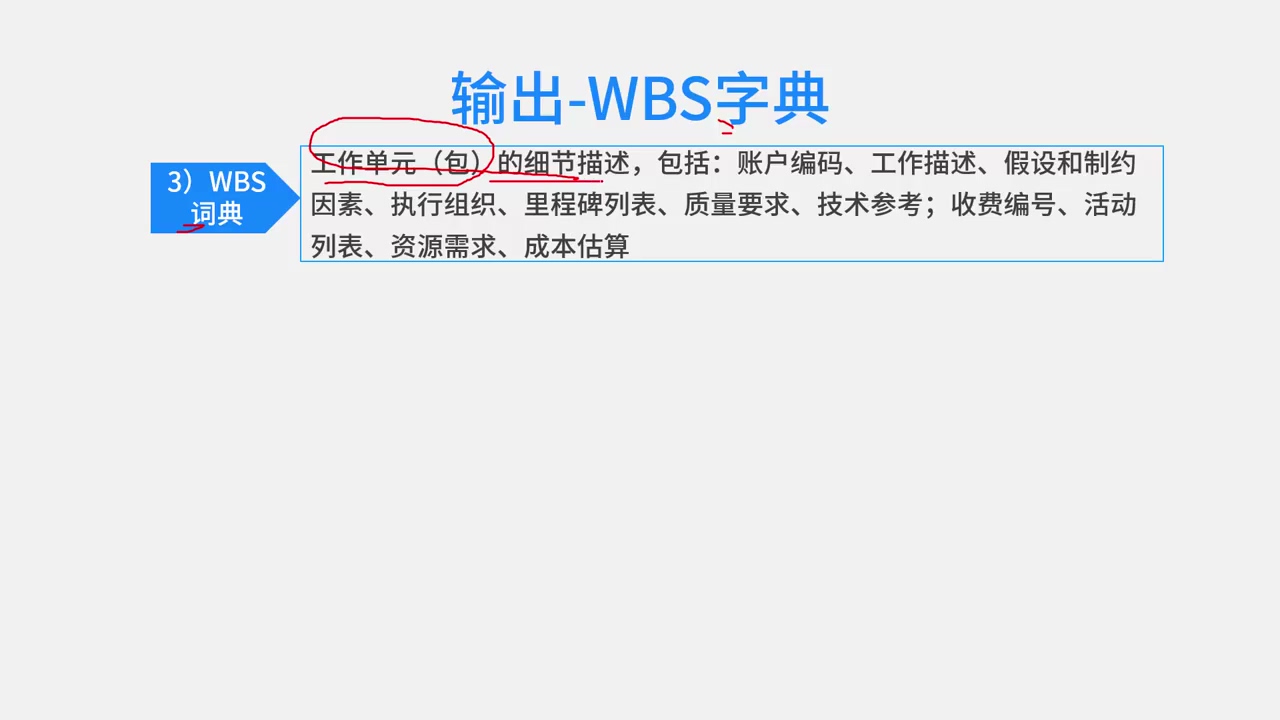 输出-WBS字典
3）WBS
词典
工作单元（包）的细节描述，包括：账户编码、工作描述、假设和制约
因素、执行组织、里程碑列表、质量要求、技术参考；收费编号、活动
列表、资源需求、成本估算